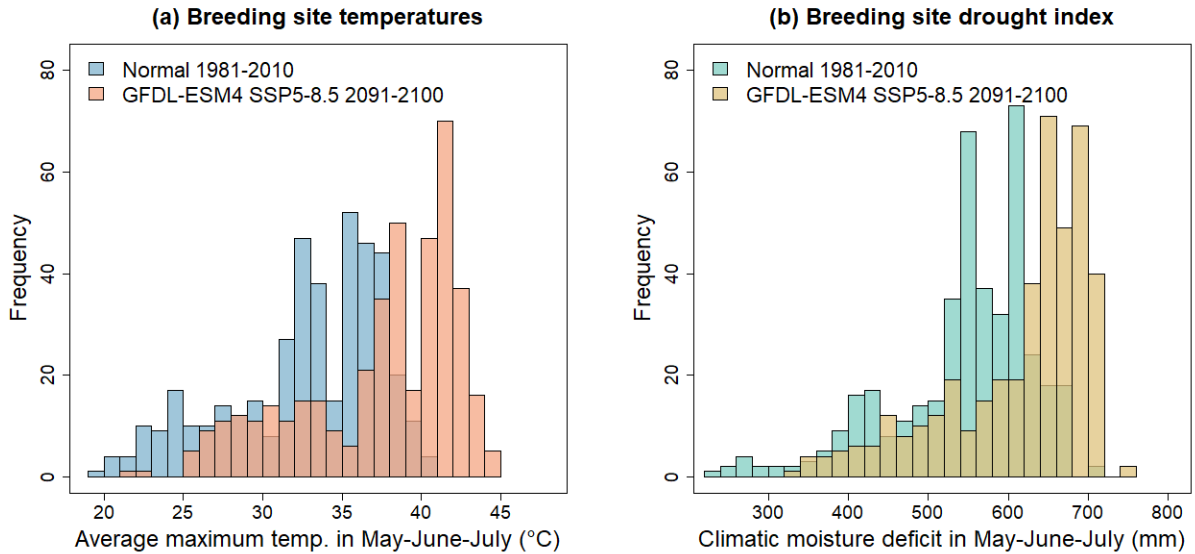 (a) Breeding site temperatures
Normal 1981-2010
GFDL-ESM4 SSP5-8.5 2091-2100
Frequency
0
20
40
60
80
20
25
30
35
40
45
Average maximum temp. in May-June-July (°C)
(b) Breeding site drought index
Normal 1981-2010
GFDL-ESM4 SSP5-8.5 2091-2100
Frequency
0
20
40
60
80
300
400
500
600
700
800
Climatic moisture deficit in May-June-July (mm)